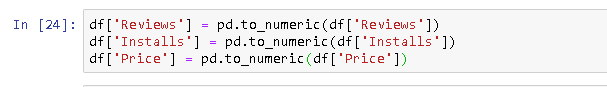 In [24]: df['Reviews'] = pd.to_numeric(df['Reviews'])
df['Installs'] = pd.to_numeric(df['Installs'])
df['Price'] = pd.to_numeric(df['Price'])